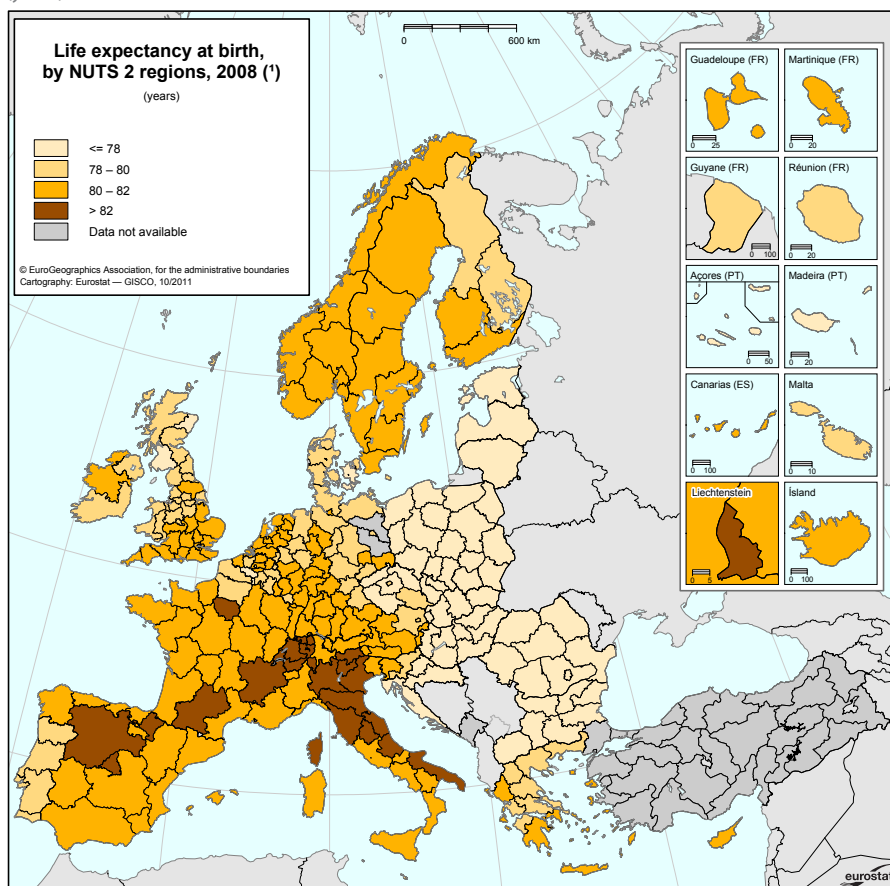 Life expectancy at birth,
by NUTS 2 regions, 2008 (¹)
(years)
<= 78
78 – 80
80 – 82
> 82
Data not available
© EuroGeographics Association, for the administrative boundaries
Cartography: Eurostat — GISCO, 10/2011
0 600 km
Guadeloupe (FR)
0 25
Martinique (FR)
0 20
Guyane (FR)
0 100
Réunion (FR)
0 20
Açores (PT)
0 50
Madeira (PT)
0 20
Canarias (ES)
0 100
Malta
0 10
Liechtenstein
0 5
Ísland
0 100
eurostat